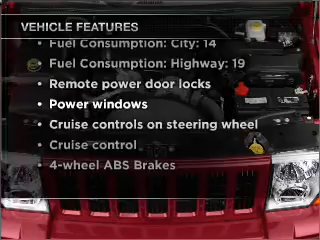 VEHICLE FEATURES
• Fuel Consumption: City: 14
• Fuel Consumption: Highway: 19
• Remote power door locks
• Power windows
• Cruise controls on steering wheel
• Cruise control
• 4-wheel ABS Brakes